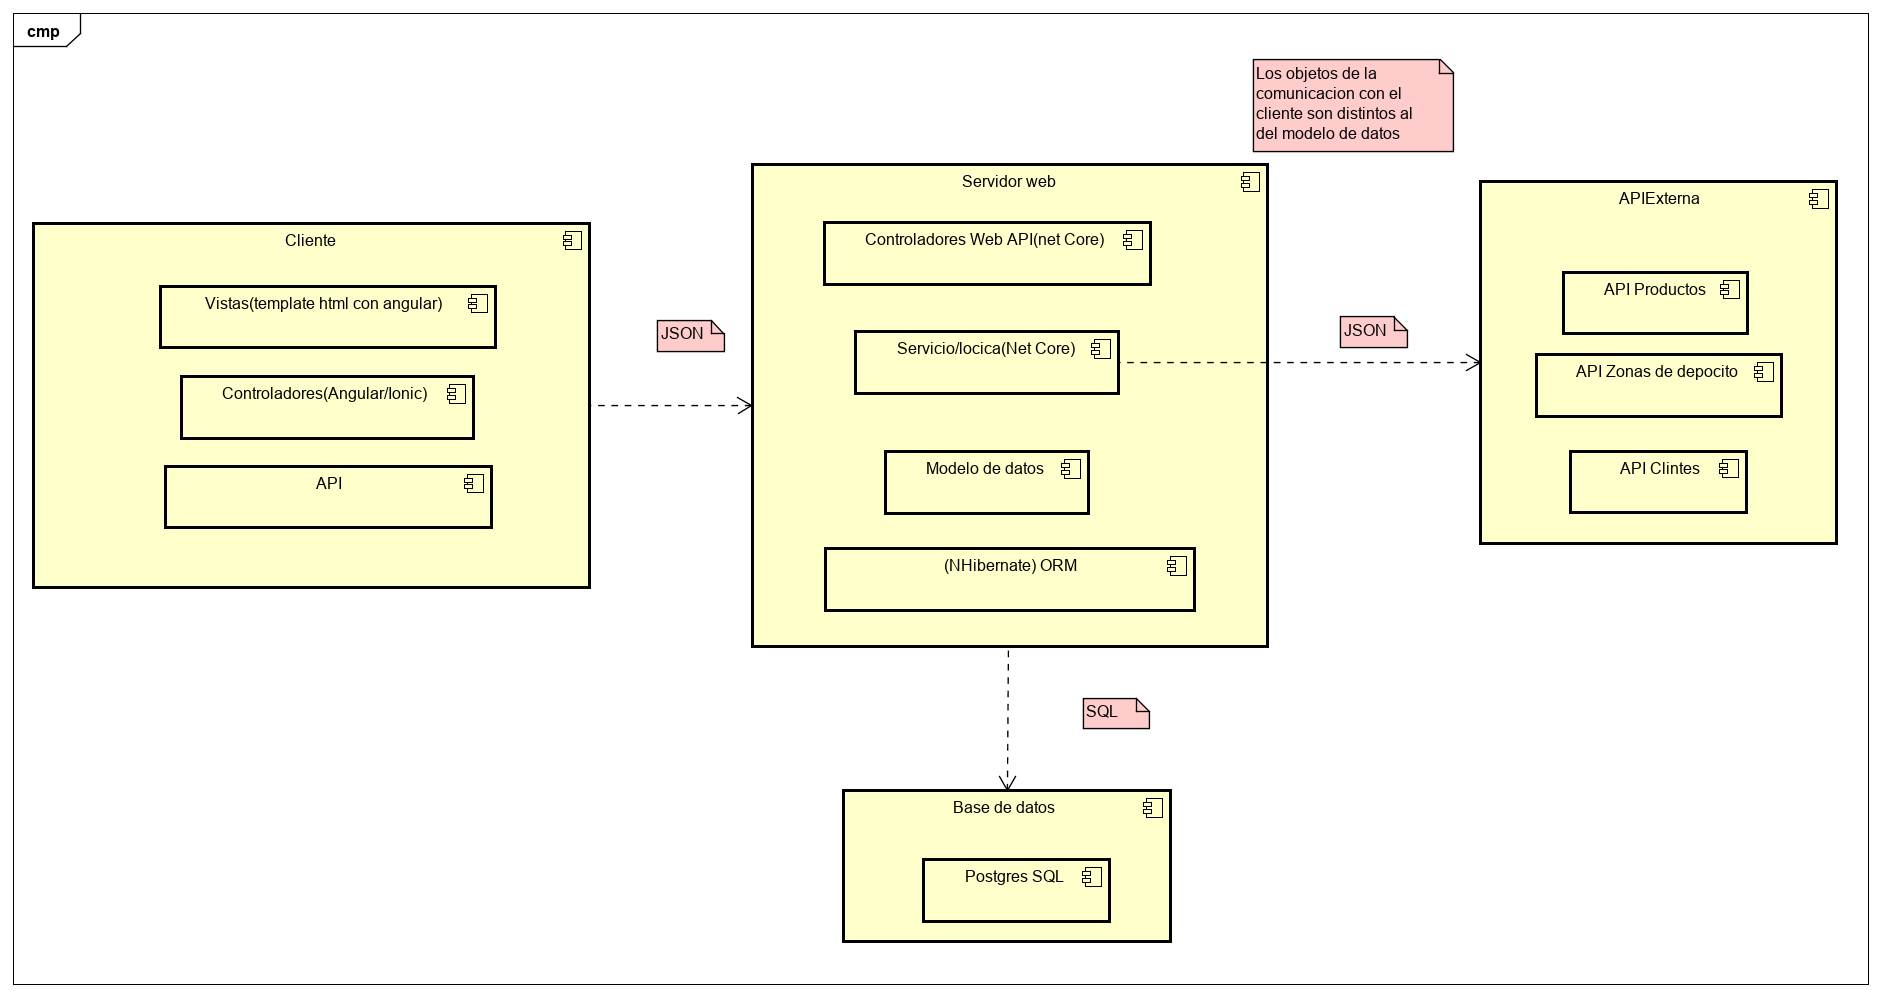 cmp
Los objetos de la
comunicacion con el
cliente son distintos al
del modelo de datos
Cliente
Vistas(template html con angular)
Controladores(Angular/Ionic)
API
JSON
Servidor web
Controladores Web API(net Core)
Servicio/locica(Net Core)
Modelo de datos
(NHibernate) ORM
JSON
APIExterna
API Productos
API Zonas de depocito
API Clintes
SQL
Base de datos
Postgres SQL